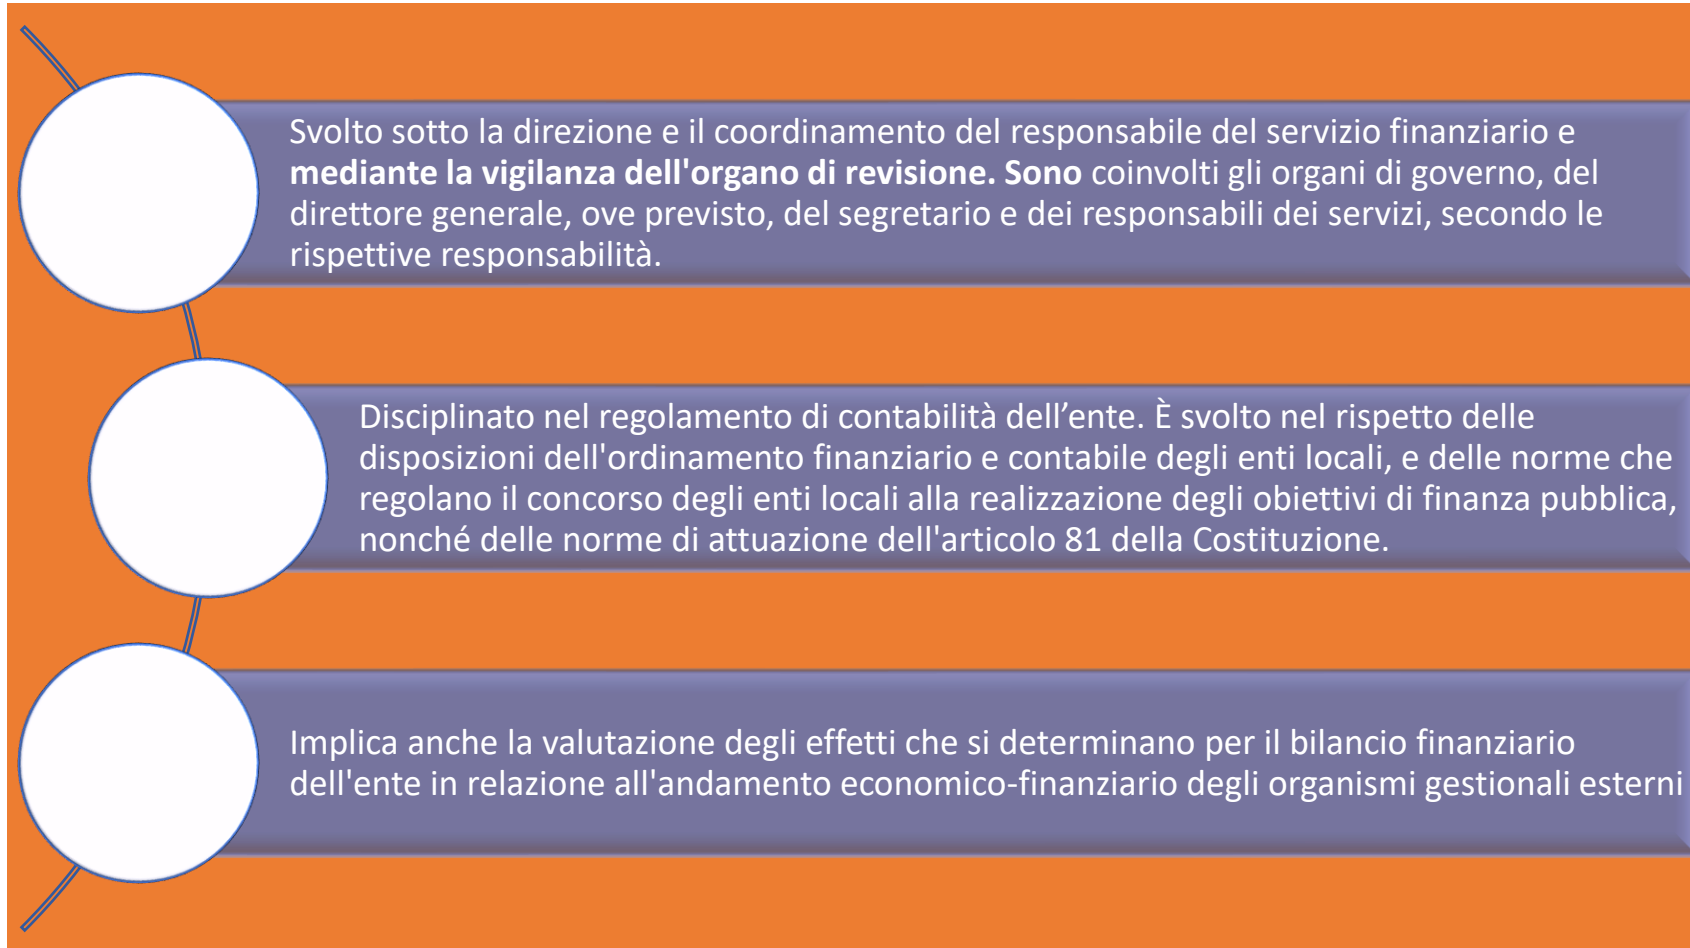 Svolto sotto la direzione e il coordinamento del responsabile del servizio finanziario e
mediante la vigilanza dell'organo di revisione. Sono coinvolti gli organi di governo, del
direttore generale, ove previsto, del segretario e dei responsabili dei servizi, secondo le
rispettive responsabilità.
Disciplinato nel regolamento di contabilità dell’ente. È svolto nel rispetto delle
disposizioni dell'ordinamento finanziario e contabile degli enti locali, e delle norme che
regolano il concorso degli enti locali alla realizzazione degli obiettivi di finanza pubblica,
nonché delle norme di attuazione dell'articolo 81 della Costituzione.
Implica anche la valutazione degli effetti che si determinano per il bilancio finanziario
dell'ente in relazione all'andamento economico-finanziario degli organismi gestionali esterni